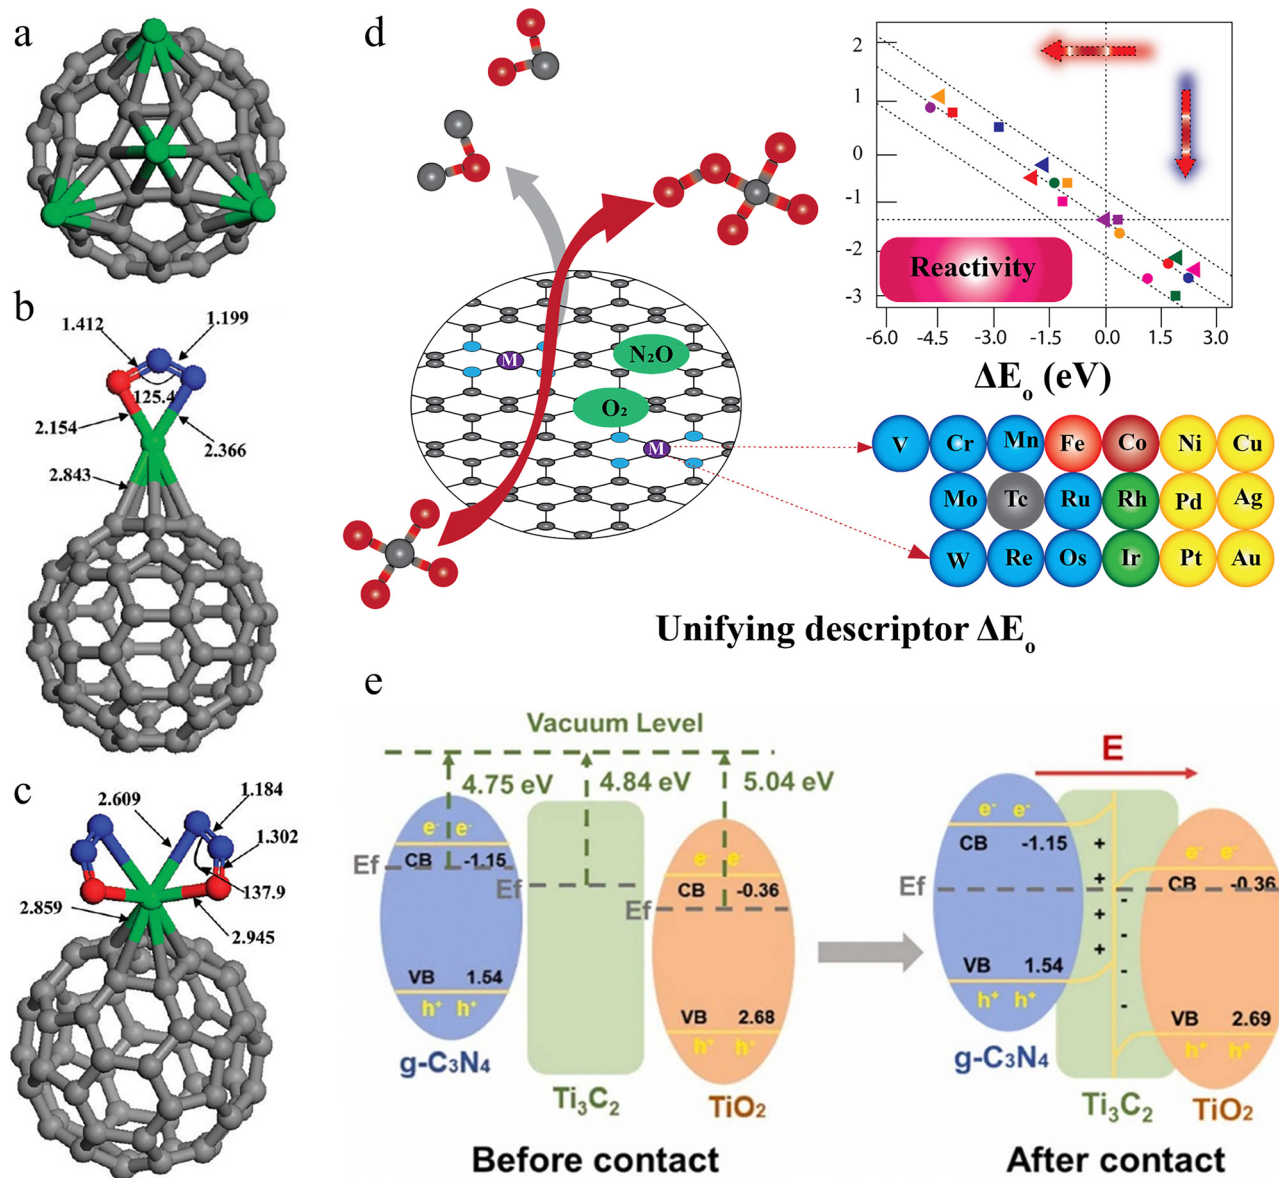 a
b
1.412
1.199
125.4
2.154
2.366
2.843
c
2.609
1.184
1.302
137.9
2.859
2.945
d
M
N₂O
O₂
M
2
1
0
-1
-2
-3
Reactivity
-6.0 -4.5 -3.0 -1.5 0.0 1.5 3.0
ΔEₒ (eV)
V Cr Mn Fe Co Ni Cu
Mo Tc Ru Rh Pd Ag
W Re Os Ir Pt Au
Unifying descriptor ΔEₒ
e
Vacuum Level
4.75 eV 4.84 eV 5.04 eV
e⁻ e⁻
Ef CB -1.15
VB 1.54
h⁺ h⁺
g-C₃N₄
Ef
Ti₃C₂
e⁻ e⁻
CB -0.36
Ef
VB 2.68
h⁺ h⁺
TiO₂
Before contact
E
e⁻ e⁻
CB -1.15
Ef
VB 1.54
h⁺ h⁺
g-C₃N₄
+
+
+
+
-
-
-
-
Ti₃C₂
e⁻ e⁻
CB -0.36
VB 2.69
h⁺ h⁺
TiO₂
After contact